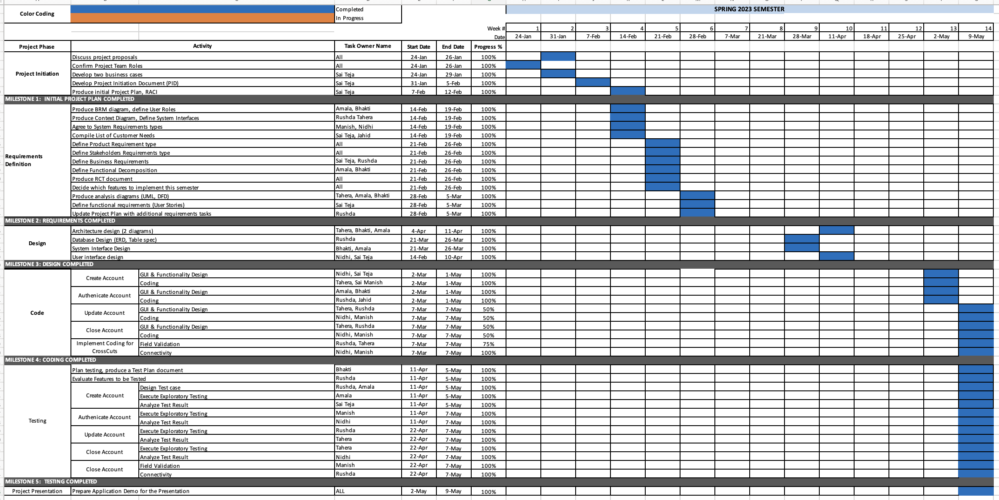 Color Coding
Completed
SPRING 2023 SEMESTER
In Progress
Week # 1 2 3 4 5 6 7 8 9 10 11 12 13 14
Date 24-Jan 31-Jan 7-Feb 14-Feb 21-Feb 28-Feb 7-Mar 21-Mar 28-Mar 11-Apr 18-Apr 25-Apr 2-May 9-May
Project Phase Activity Task Owner Name Start Date End Date Progress %
Project Initiation
Discuss project proposals All 24-Jan 26-Jan 100%
Confirm Project Team Roles All 24-Jan 26-Jan 100%
Develop two business cases Sai Teja 24-Jan 29-Jan 100%
Develop Project Initiation Document (PID) Sai Teja 31-Jan 5-Feb 100%
Produce initial Project Plan, RACI Sai Teja 7-Feb 12-Feb 100%
MILESTONE 1: INITIAL PROJECT PLAN COMPLETED
Requirements
Definition
Produce BRM diagram, define User Roles Amala, Bhakti 14-Feb 19-Feb 100%
Produce Context Diagram, Define System Interfaces Rushda Tahera 14-Feb 19-Feb 100%
Agree to System Requirements types Manish, Nidhi 14-Feb 19-Feb 100%
Compile List of Customer Needs Sai Teja, Jahid 14-Feb 19-Feb 100%
Define Product Requirement type All 21-Feb 26-Feb 100%
Define Stakeholders Requirements type All 21-Feb 26-Feb 100%
Define Business Requirements Sai Teja, Rushda 21-Feb 26-Feb 100%
Define Functional Decomposition Amala, Bhakti 21-Feb 26-Feb 100%
Produce RCT document All 21-Feb 26-Feb 100%
Decide which features to implement this semester All 21-Feb 26-Feb 100%
Produce analysis diagrams (UML, DFD) Tahera, Amala, Bhakti 28-Feb 5-Mar 100%
Define functional requirements (User Stories) Sai Teja 28-Feb 5-Mar 100%
Update Project Plan with additional requirements tasks Rushda 28-Feb 5-Mar 100%
MILESTONE 2: REQUIREMENTS COMPLETED
Design
Architecture design (2 diagrams) Tahera, Bhakti, Amala 4-Apr 11-Apr 100%
Database Design (ERD, Table spec) Rushda 21-Mar 26-Mar 100%
System Interface Design Bhakti, Amala 21-Mar 26-Mar 100%
User interface design Nidhi, Sai Teja 14-Feb 10-Apr 100%
MILESTONE 3: DESIGN COMPLETED
Code
Create Account
GUI & Functionality Design Nidhi, Sai Teja 2-Mar 1-May 100%
Coding Tahera, Sai Manish 2-Mar 1-May 100%
Authenicate Account
GUI & Functionality Design Amala, Bhakti 2-Mar 1-May 100%
Coding Rushda, Jahid 2-Mar 1-May 100%
Update Account
GUI & Functionality Design Tahera, Rushda 7-Mar 7-May 50%
Coding Nidhi, Manish 7-Mar 7-May 50%
Close Account
GUI & Functionality Design Tahera, Rushda 7-Mar 7-May 50%
Coding Nidhi, Manish 7-Mar 7-May 50%
Implement Coding for
CrossCuts
Field Validation Rushda, Tahera 7-Mar 7-May 75%
Connectivity Nidhi, Manish 7-Mar 7-May 100%
MILESTONE 4: CODING COMPLETED
Testing
Plan testing, produce a Test Plan document Bhakti 11-Apr 5-May 100%
Evaluate Features to be Tested Rushda 11-Apr 5-May 100%
Create Account
Design Test case Rushda, Amala 11-Apr 5-May 100%
Execute Exploratory Testing Amala 11-Apr 5-May 100%
Analyze Test Result Sai Teja 11-Apr 5-May 100%
Authenicate Account
Execute Exploratory Testing Manish 11-Apr 7-May 100%
Analyze Test Result Nidhi 11-Apr 7-May 100%
Update Account
Execute Exploratory Testing Rushda 22-Apr 7-May 100%
Analyze Test Result Tahera 22-Apr 7-May 100%
Close Account
Execute Exploratory Testing Tahera 22-Apr 7-May 100%
Analyze Test Result Nidhi 22-Apr 7-May 100%
Close Account
Field Validation Manish 22-Apr 7-May 100%
Connectivity Rushda 22-Apr 7-May 100%
MILESTONE 5: TESTING COMPLETED
Project Presentation Prepare Application Demo for the Presentation ALL 2-May 9-May 100%